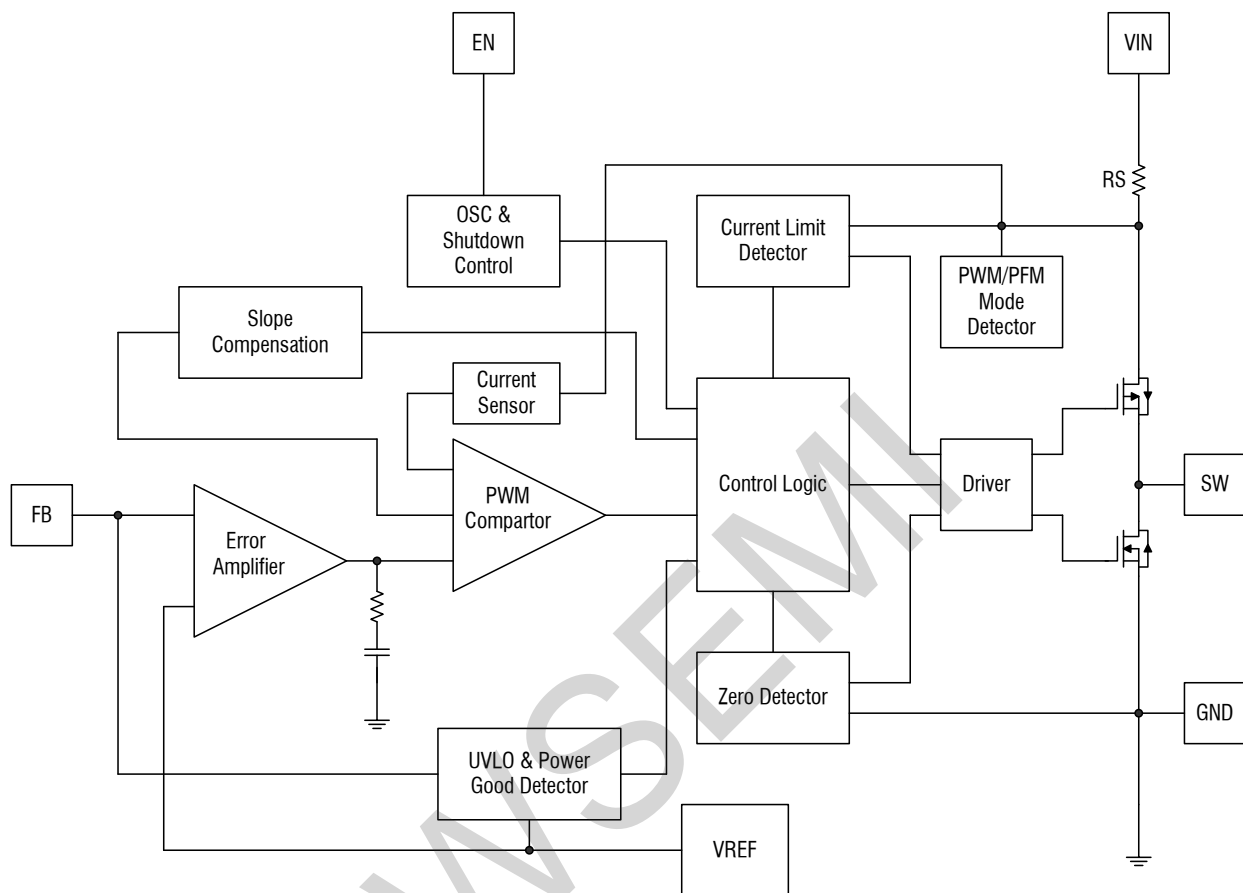 EN
VIN
RS
OSC &
Shutdown
Control
Current Limit
Detector
PWM/PFM
Mode
Detector
Slope
Compensation
Current
Sensor
PWM
Compartor
Control Logic
Driver
SW
FB
Error
Amplifier
Zero Detector
GND
UVLO & Power
Good Detector
VREF
WSEMI